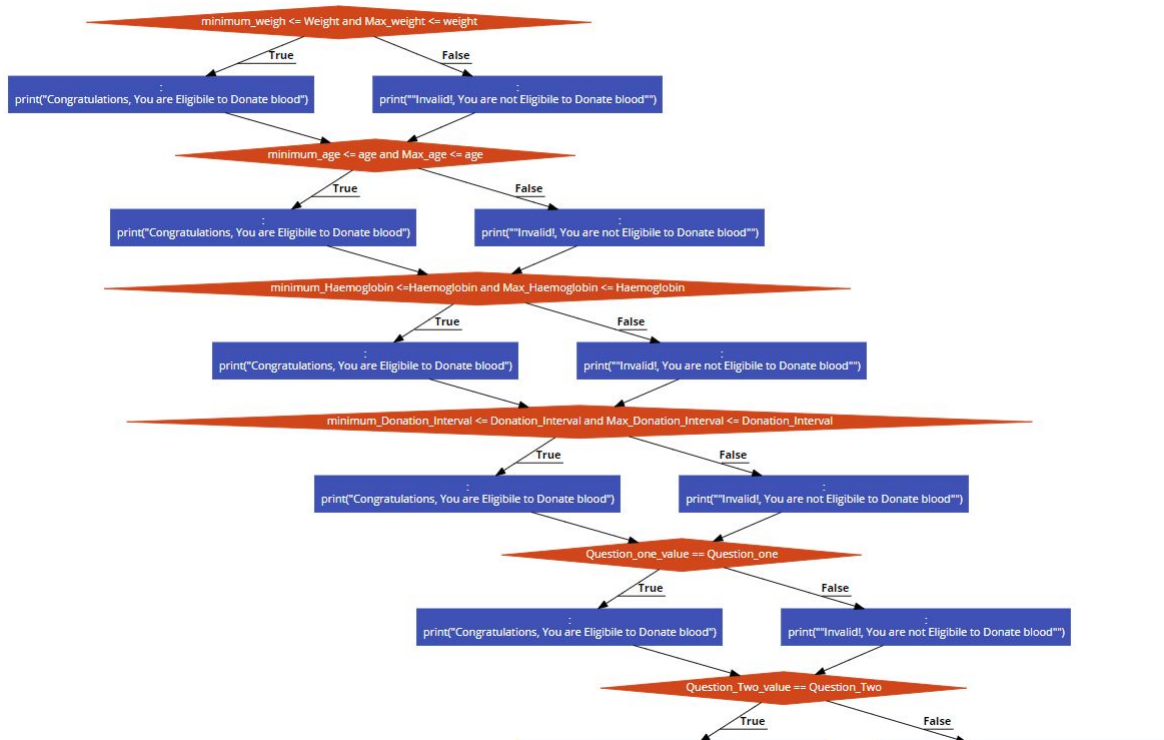 minimum_weigh <= Weight and Max_weight <= weight
True
False
:
print("Congratulations, You are Eligibile to Donate blood")
:
print(""Invalid!, You are not Eligibile to Donate blood"")
minimum_age <= age and Max_age <= age
True
False
:
print("Congratulations, You are Eligibile to Donate blood")
:
print(""Invalid!, You are not Eligibile to Donate blood"")
minimum_Haemoglobin <=Haemoglobin and Max_Haemoglobin <= Haemoglobin
True
False
:
print("Congratulations, You are Eligibile to Donate blood")
:
print(""Invalid!, You are not Eligibile to Donate blood"")
minimum_Donation_Interval <= Donation_Interval and Max_Donation_Interval <= Donation_Interval
True
False
:
print("Congratulations, You are Eligibile to Donate blood")
:
print(""Invalid!, You are not Eligibile to Donate blood"")
Question_one_value == Question_one
True
False
:
print("Congratulations, You are Eligibile to Donate blood")
:
print(""Invalid!, You are not Eligibile to Donate blood"")
Question_Two_value == Question_Two
True
False